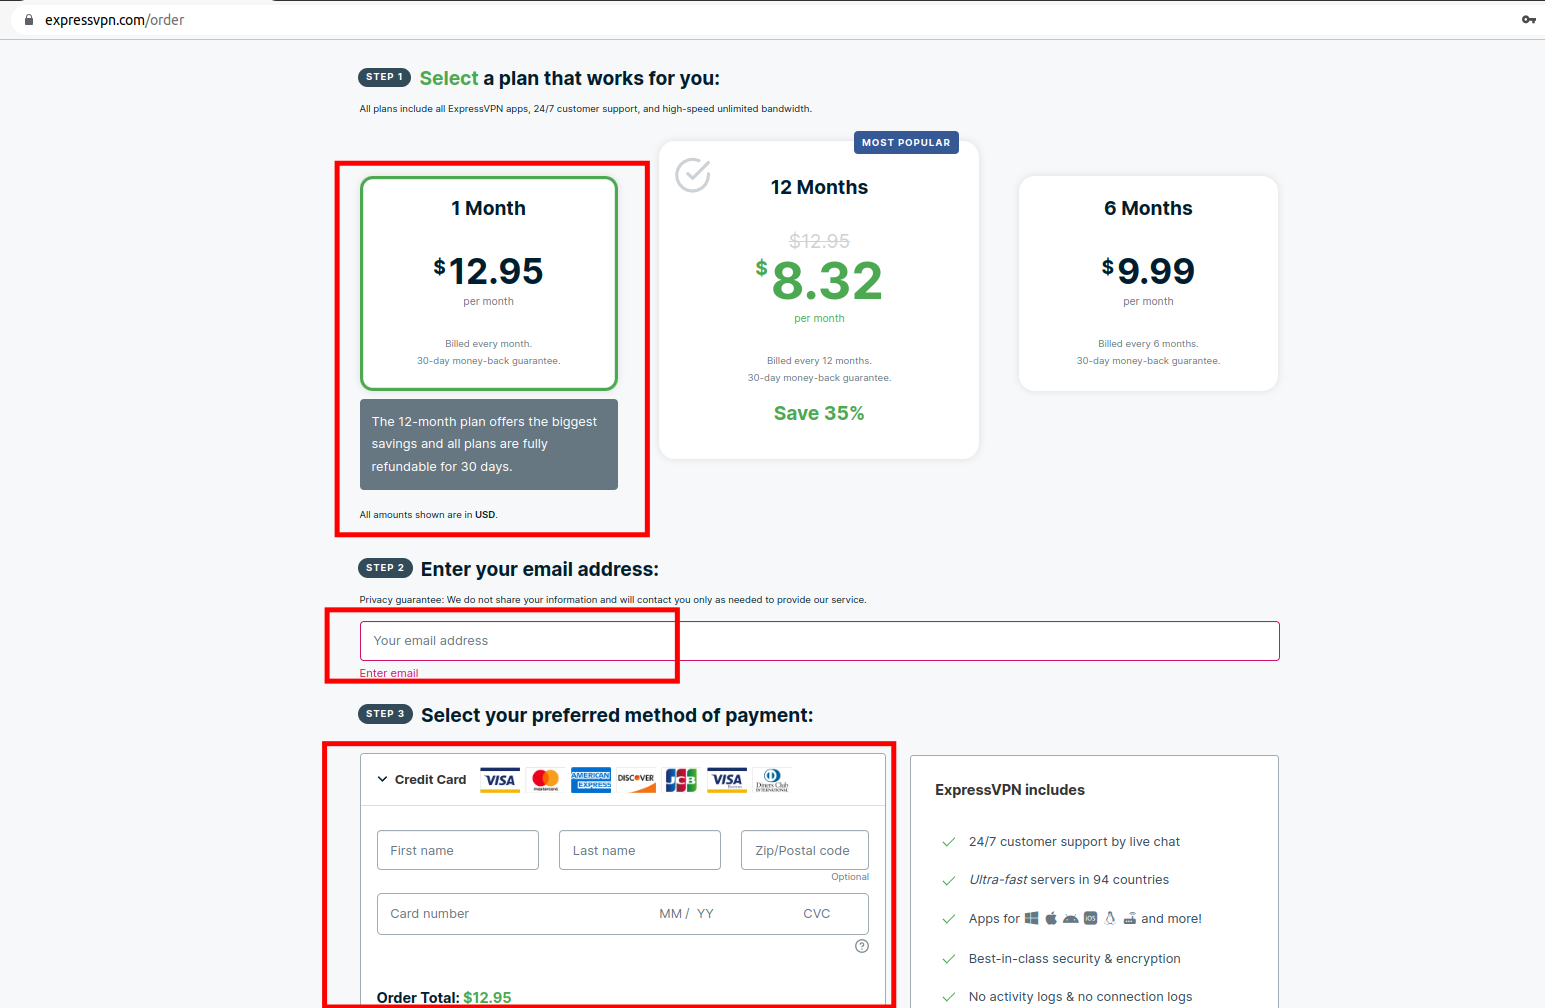 expressvpn.com/order
STEP 1 Select a plan that works for you:
All plans include all ExpressVPN apps, 24/7 customer support, and high-speed unlimited bandwidth.
1 Month
$12.95
per month
Billed every month.
30-day money-back guarantee.
The 12-month plan offers the biggest
savings and all plans are fully
refundable for 30 days.
MOST POPULAR
12 Months
$12.95
$8.32
per month
Billed every 12 months.
30-day money-back guarantee.
Save 35%
6 Months
$9.99
per month
Billed every 6 months.
30-day money-back guarantee.
All amounts shown are in USD.
STEP 2 Enter your email address:
Privacy guarantee: We do not share your information and will contact you only as needed to provide our service.
Your email address
Enter email
STEP 3 Select your preferred method of payment:
Credit Card VISA mastercard AMERICAN EXPRESS DISCOVER JCB VISA Diners Club INTERNATIONAL
First name Last name Zip/Postal code
Optional
Card number MM / YY CVC
?
Order Total: $12.95
ExpressVPN includes
24/7 customer support by live chat
Ultra-fast servers in 94 countries
Apps for iOS and more!
Best-in-class security & encryption
No activity logs & no connection logs